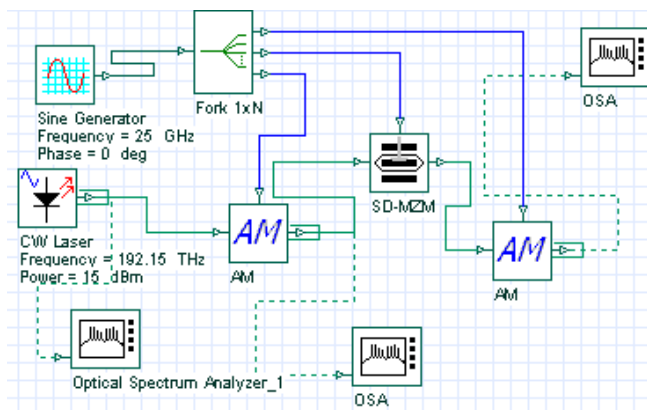 Fork 1xN
OSA
Sine Generator
Frequency = 25 GHz
Phase = 0 deg
SD-MZM
CW Laser
Frequency = 192.15 THz
Power = 15 dBm
AM
AM
AM
AM
Optical Spectrum Analyzer_1
OSA